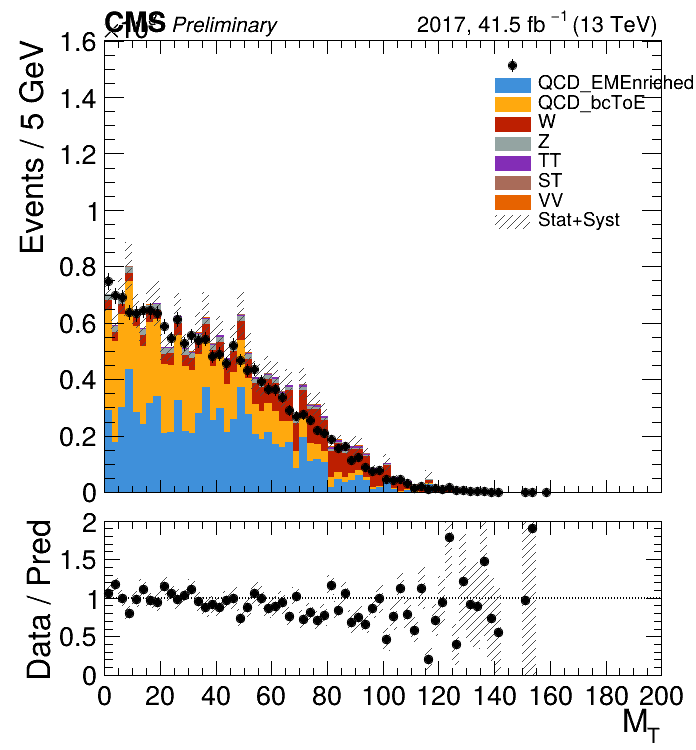 CMS Preliminary 2017, 41.5 fb⁻¹ (13 TeV)
Events / 5 GeV
1.6
1.4
1.2
1
0.8
0.6
0.4
0.2
0
QCD_EMEnriched
QCD_bcToE
W
Z
TT
ST
VV
Stat+Syst
Data / Pred
2
1.5
1
0.5
0
0 20 40 60 80 100 120 140 160 180 200
M_T